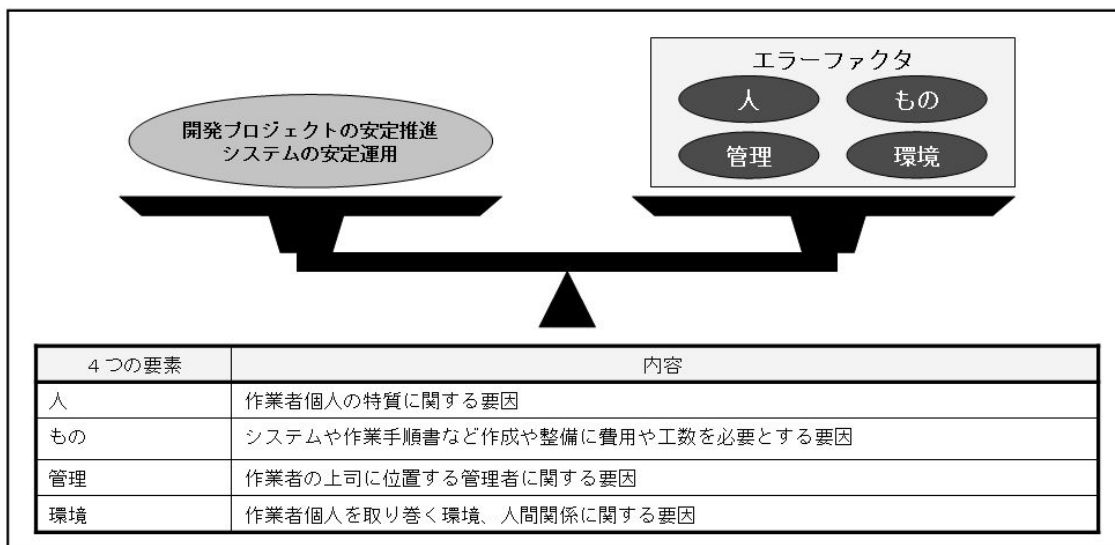 開発プロジェクトの安定推進
システムの安定運用
エラーファクタ
人
もの
管理
環境
４つの要素 内容
人 作業者個人の特質に関する要因
もの システムや作業手順書など作成や整備に費用や工数を必要とする要因
管理 作業者の上司に位置する管理者に関する要因
環境 作業者個人を取り巻く環境、人間関係に関する要因